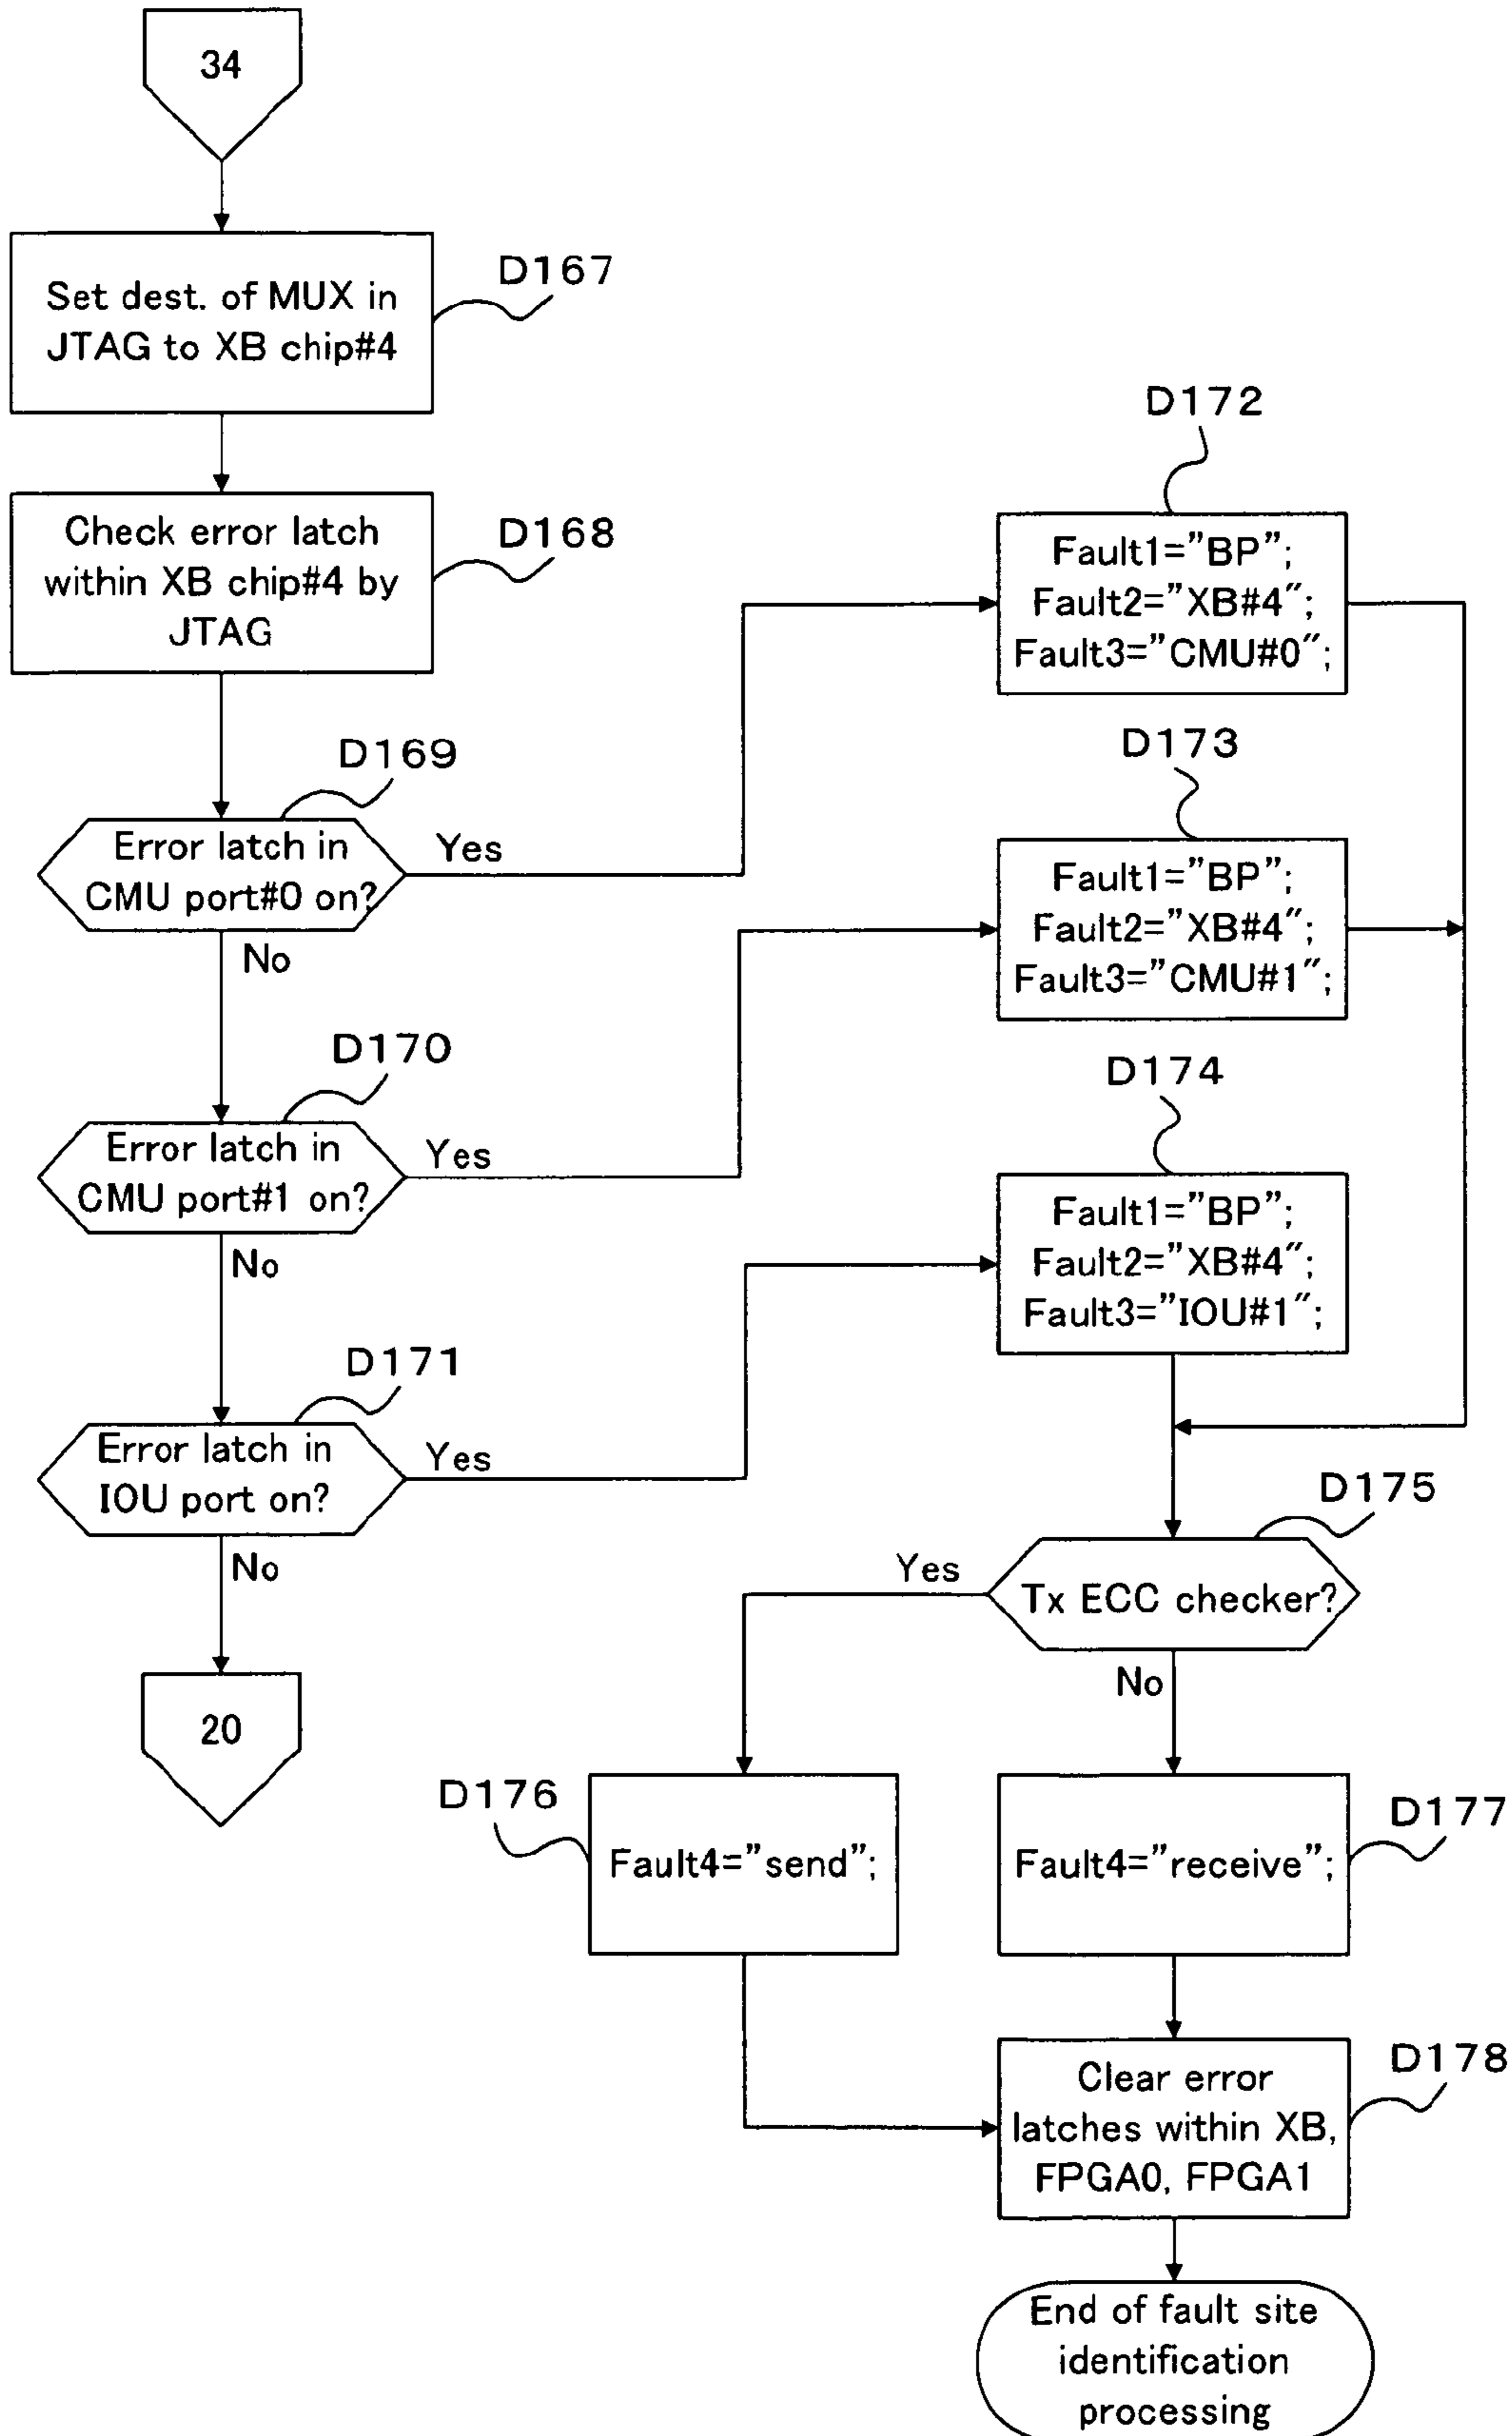 34
Set dest. of MUX in
JTAG to XB chip#4
D167
Check error latch
within XB chip#4 by
JTAG
D168
D169
Error latch in
CMU port#0 on?
Yes
No
D170
Error latch in
CMU port#1 on?
Yes
No
D171
Error latch in
IOU port on?
Yes
No
20
D172
Fault1="BP";
Fault2="XB#4";
Fault3="CMU#0";
D173
Fault1="BP";
Fault2="XB#4";
Fault3="CMU#1";
D174
Fault1="BP";
Fault2="XB#4";
Fault3="IOU#1";
D175
Tx ECC checker?
Yes
No
D176
Fault4="send";
D177
Fault4="receive";
D178
Clear error
latches within XB,
FPGA0, FPGA1
End of fault site
identification
processing